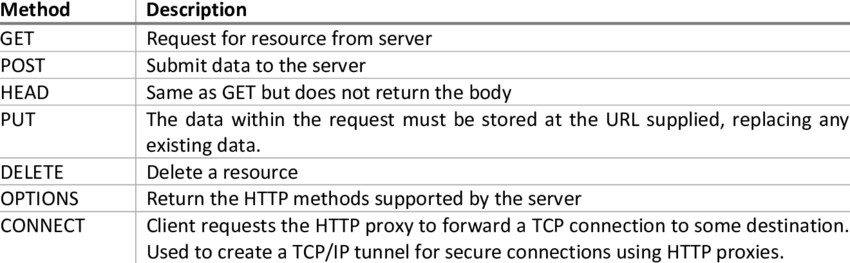 Method Description
GET Request for resource from server
POST Submit data to the server
HEAD Same as GET but does not return the body
PUT The data within the request must be stored at the URL supplied, replacing any
existing data.
DELETE Delete a resource
OPTIONS Return the HTTP methods supported by the server
CONNECT Client requests the HTTP proxy to forward a TCP connection to some destination.
Used to create a TCP/IP tunnel for secure connections using HTTP proxies.